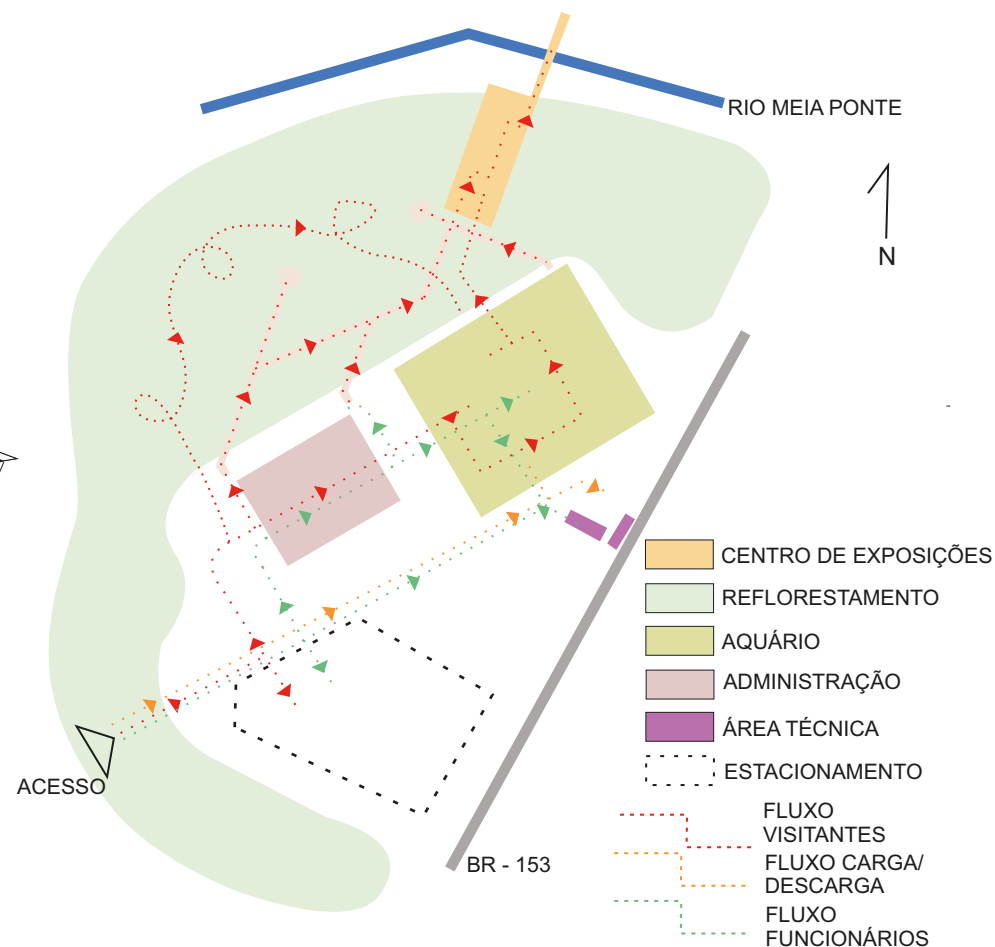 RIO MEIA PONTE
N
CENTRO DE EXPOSIÇÕES
REFLORESTAMENTO
AQUÁRIO
ADMINISTRAÇÃO
ÁREA TÉCNICA
ESTACIONAMENTO
ACESSO
FLUXO
VISITANTES
BR - 153
FLUXO CARGA/
DESCARGA
FLUXO
FUNCIONÁRIOS